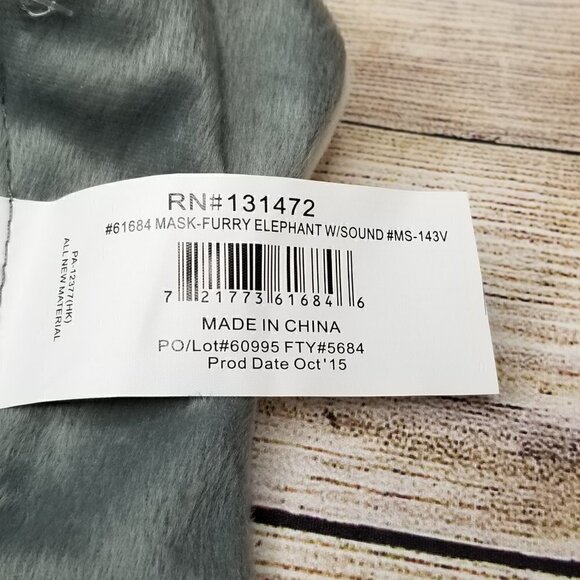 RN#131472
#61684 MASK-FURRY ELEPHANT W/SOUND #MS-143V
7 21773 61684 6
MADE IN CHINA
PO/Lot#60995 FTY#5684
Prod Date Oct'15
PA-12377(HK)
ALL NEW MATERIAL